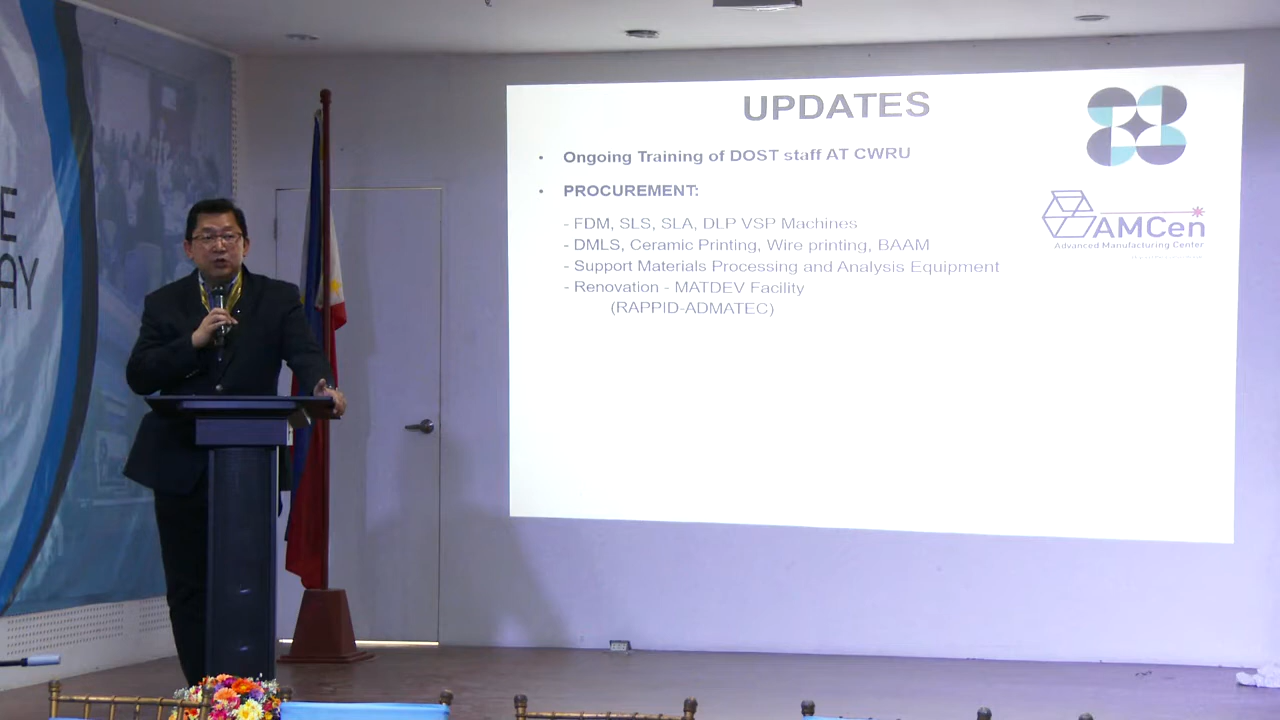 E
AY
UPDATES
• Ongoing Training of DOST staff AT CWRU
• PROCUREMENT:
- FDM, SLS, SLA, DLP VSP Machines
- DMLS, Ceramic Printing, Wire printing, BAAM
- Support Materials Processing and Analysis Equipment
- Renovation - MATDEV Facility
(RAPPID-ADMATEC)
AMCen
Advanced Manufacturing Center